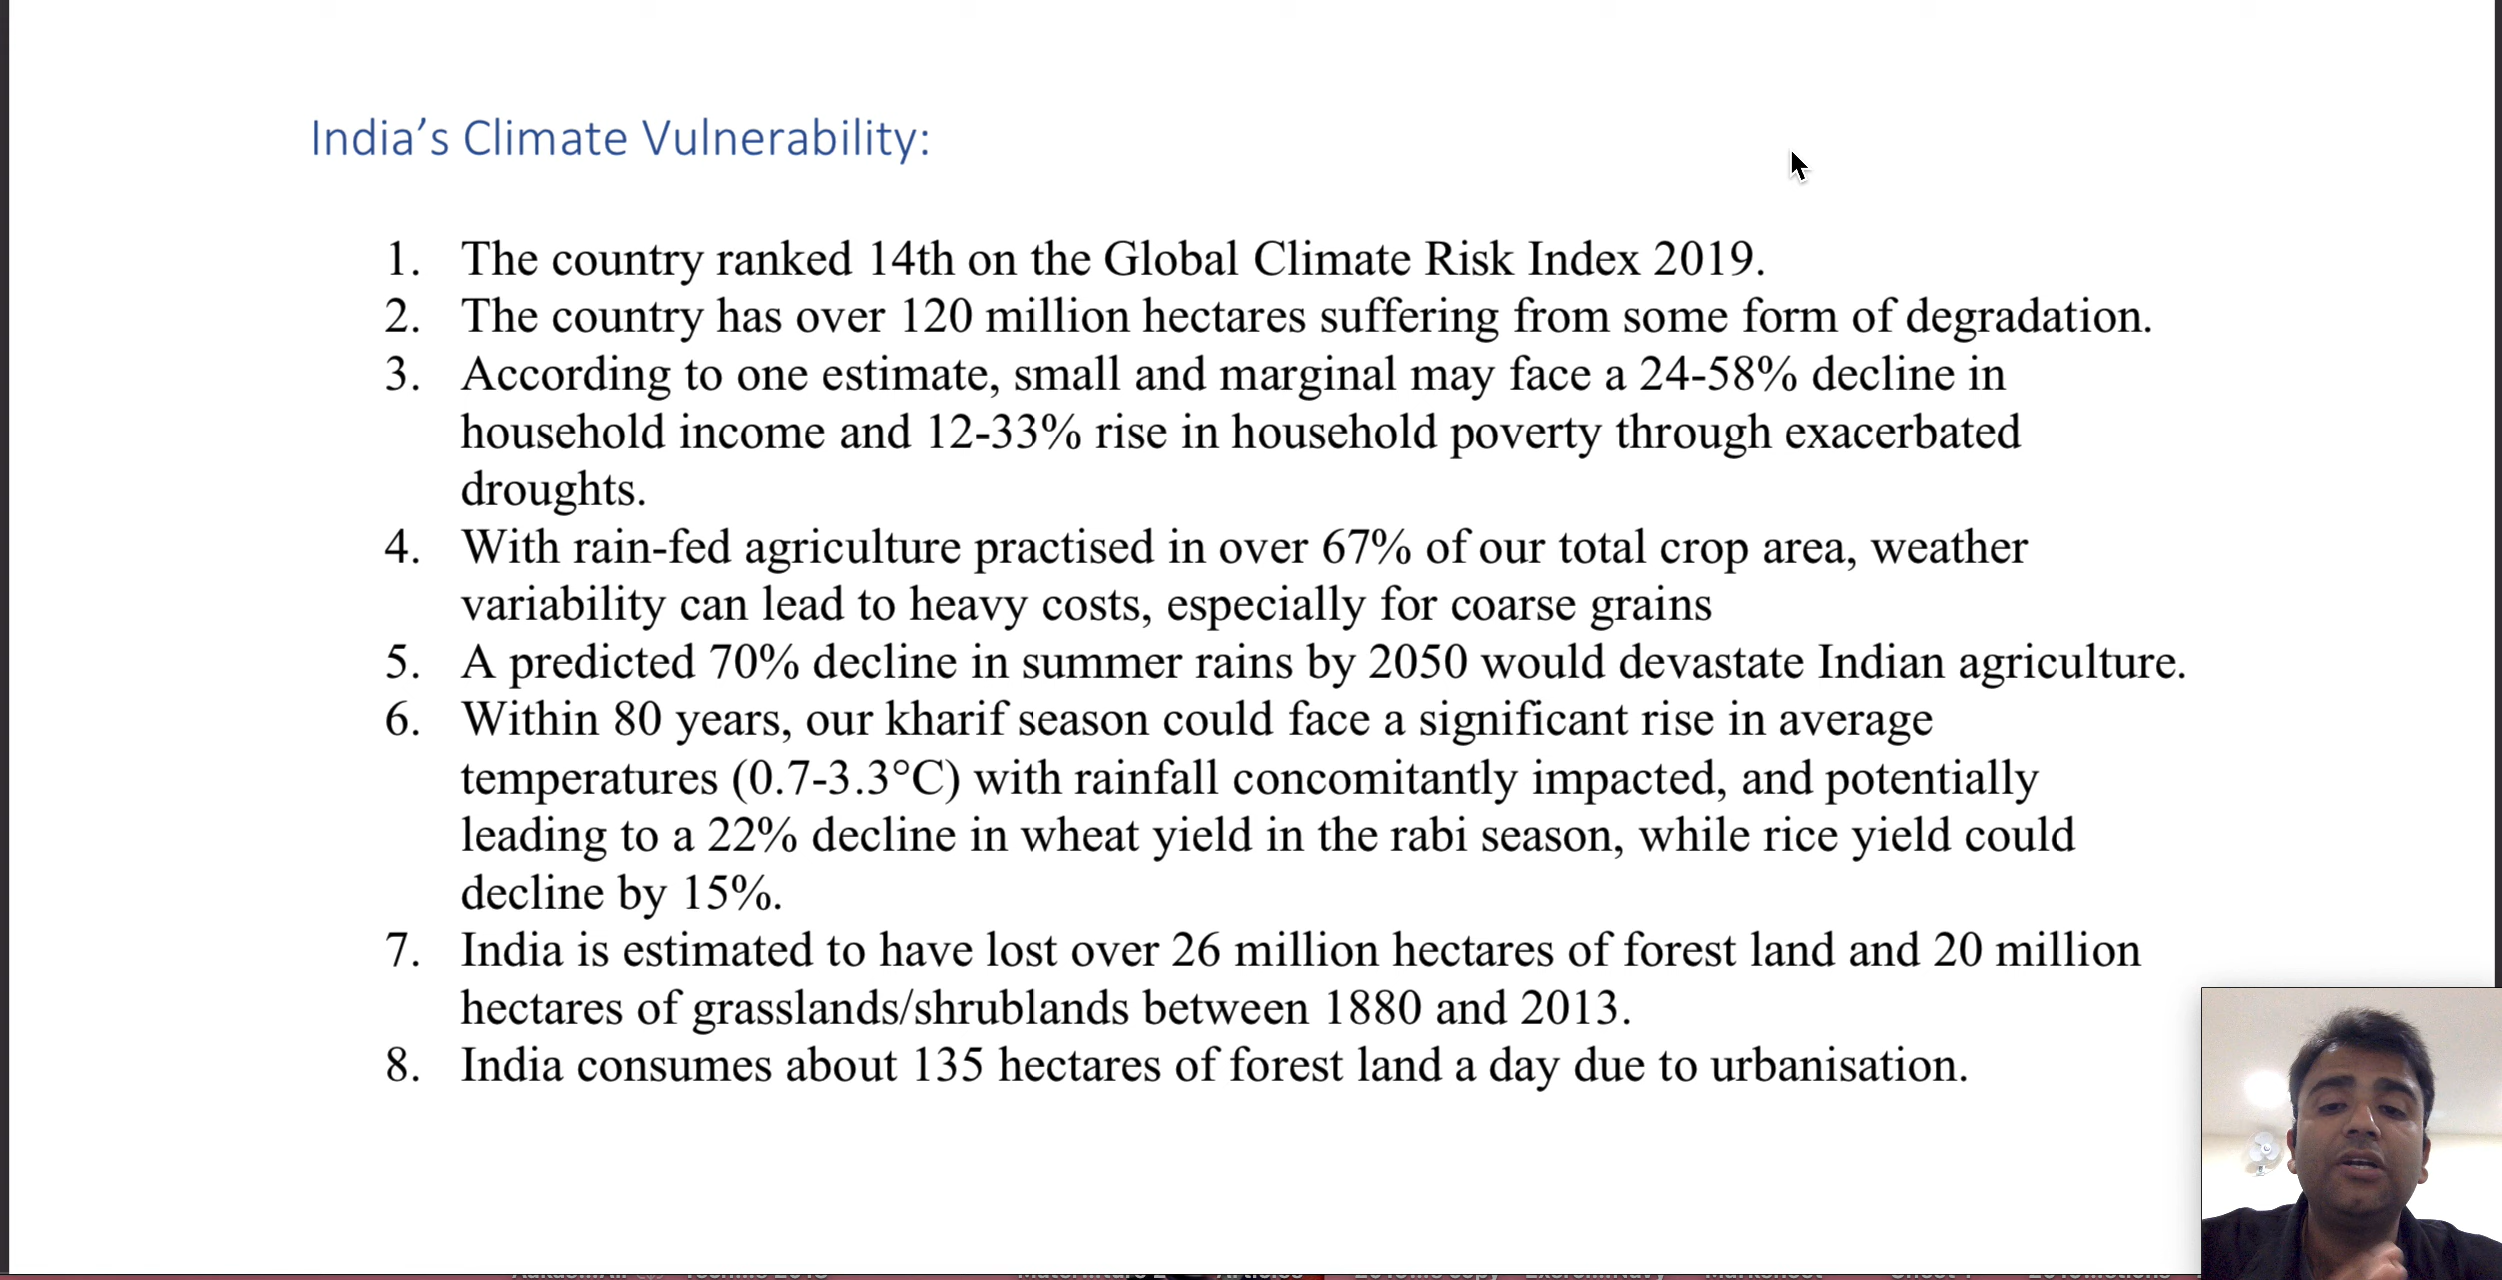 India’s Climate Vulnerability:
1. The country ranked 14th on the Global Climate Risk Index 2019.
2. The country has over 120 million hectares suffering from some form of degradation.
3. According to one estimate, small and marginal may face a 24-58% decline in
household income and 12-33% rise in household poverty through exacerbated
droughts.
4. With rain-fed agriculture practised in over 67% of our total crop area, weather
variability can lead to heavy costs, especially for coarse grains
5. A predicted 70% decline in summer rains by 2050 would devastate Indian agriculture.
6. Within 80 years, our kharif season could face a significant rise in average
temperatures (0.7-3.3°C) with rainfall concomitantly impacted, and potentially
leading to a 22% decline in wheat yield in the rabi season, while rice yield could
decline by 15%.
7. India is estimated to have lost over 26 million hectares of forest land and 20 million
hectares of grasslands/shrublands between 1880 and 2013.
8. India consumes about 135 hectares of forest land a day due to urbanisation.